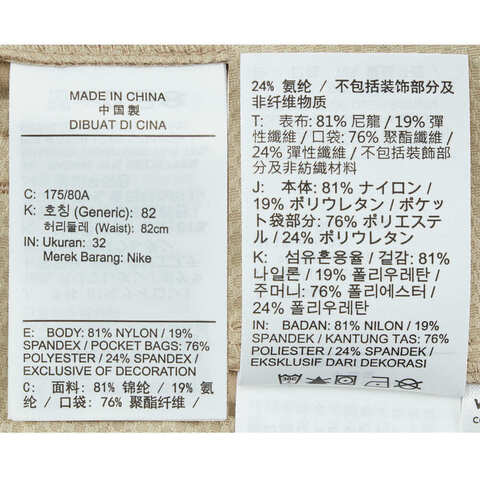 MADE IN CHINA
中國製
DIBUAT DI CINA
C: 175/80A
K: 호칭 (Generic): 82
허리둘레 (Waist): 82cm
IN: Ukuran: 32
Merek Barang: Nike
E: BODY: 81% NYLON / 19%
SPANDEX / POCKET BAGS: 76%
POLYESTER / 24% SPANDEX /
EXCLUSIVE OF DECORATION
C: 面料: 81% 锦纶 / 19% 氨
纶 / 口袋: 76% 聚酯纤维 /
24% 氨纶 / 不包括装饰部分及
非纤维物质
T: 表布: 81% 尼龍 / 19% 彈
性纖維 / 口袋: 76% 聚酯纖維 /
24% 彈性纖維 / 不包括裝飾部分
及非紡織材料
J: 本体: 81% ナイロン /
19% ポリウレタン / ポケッ
ト袋部分: 76% ポリエステ
ル / 24% ポリウレタン
K: 섬유혼용율 / 겉감: 81%
나일론 / 19% 폴리우레탄 /
주머니: 76% 폴리에스터 /
24% 폴리우레탄
IN: BADAN: 81% NILON / 19%
SPANDEK / KANTUNG TAS: 76%
POLIESTER / 24% SPANDEK /
EKSKLUSIF DARI DEKORASI